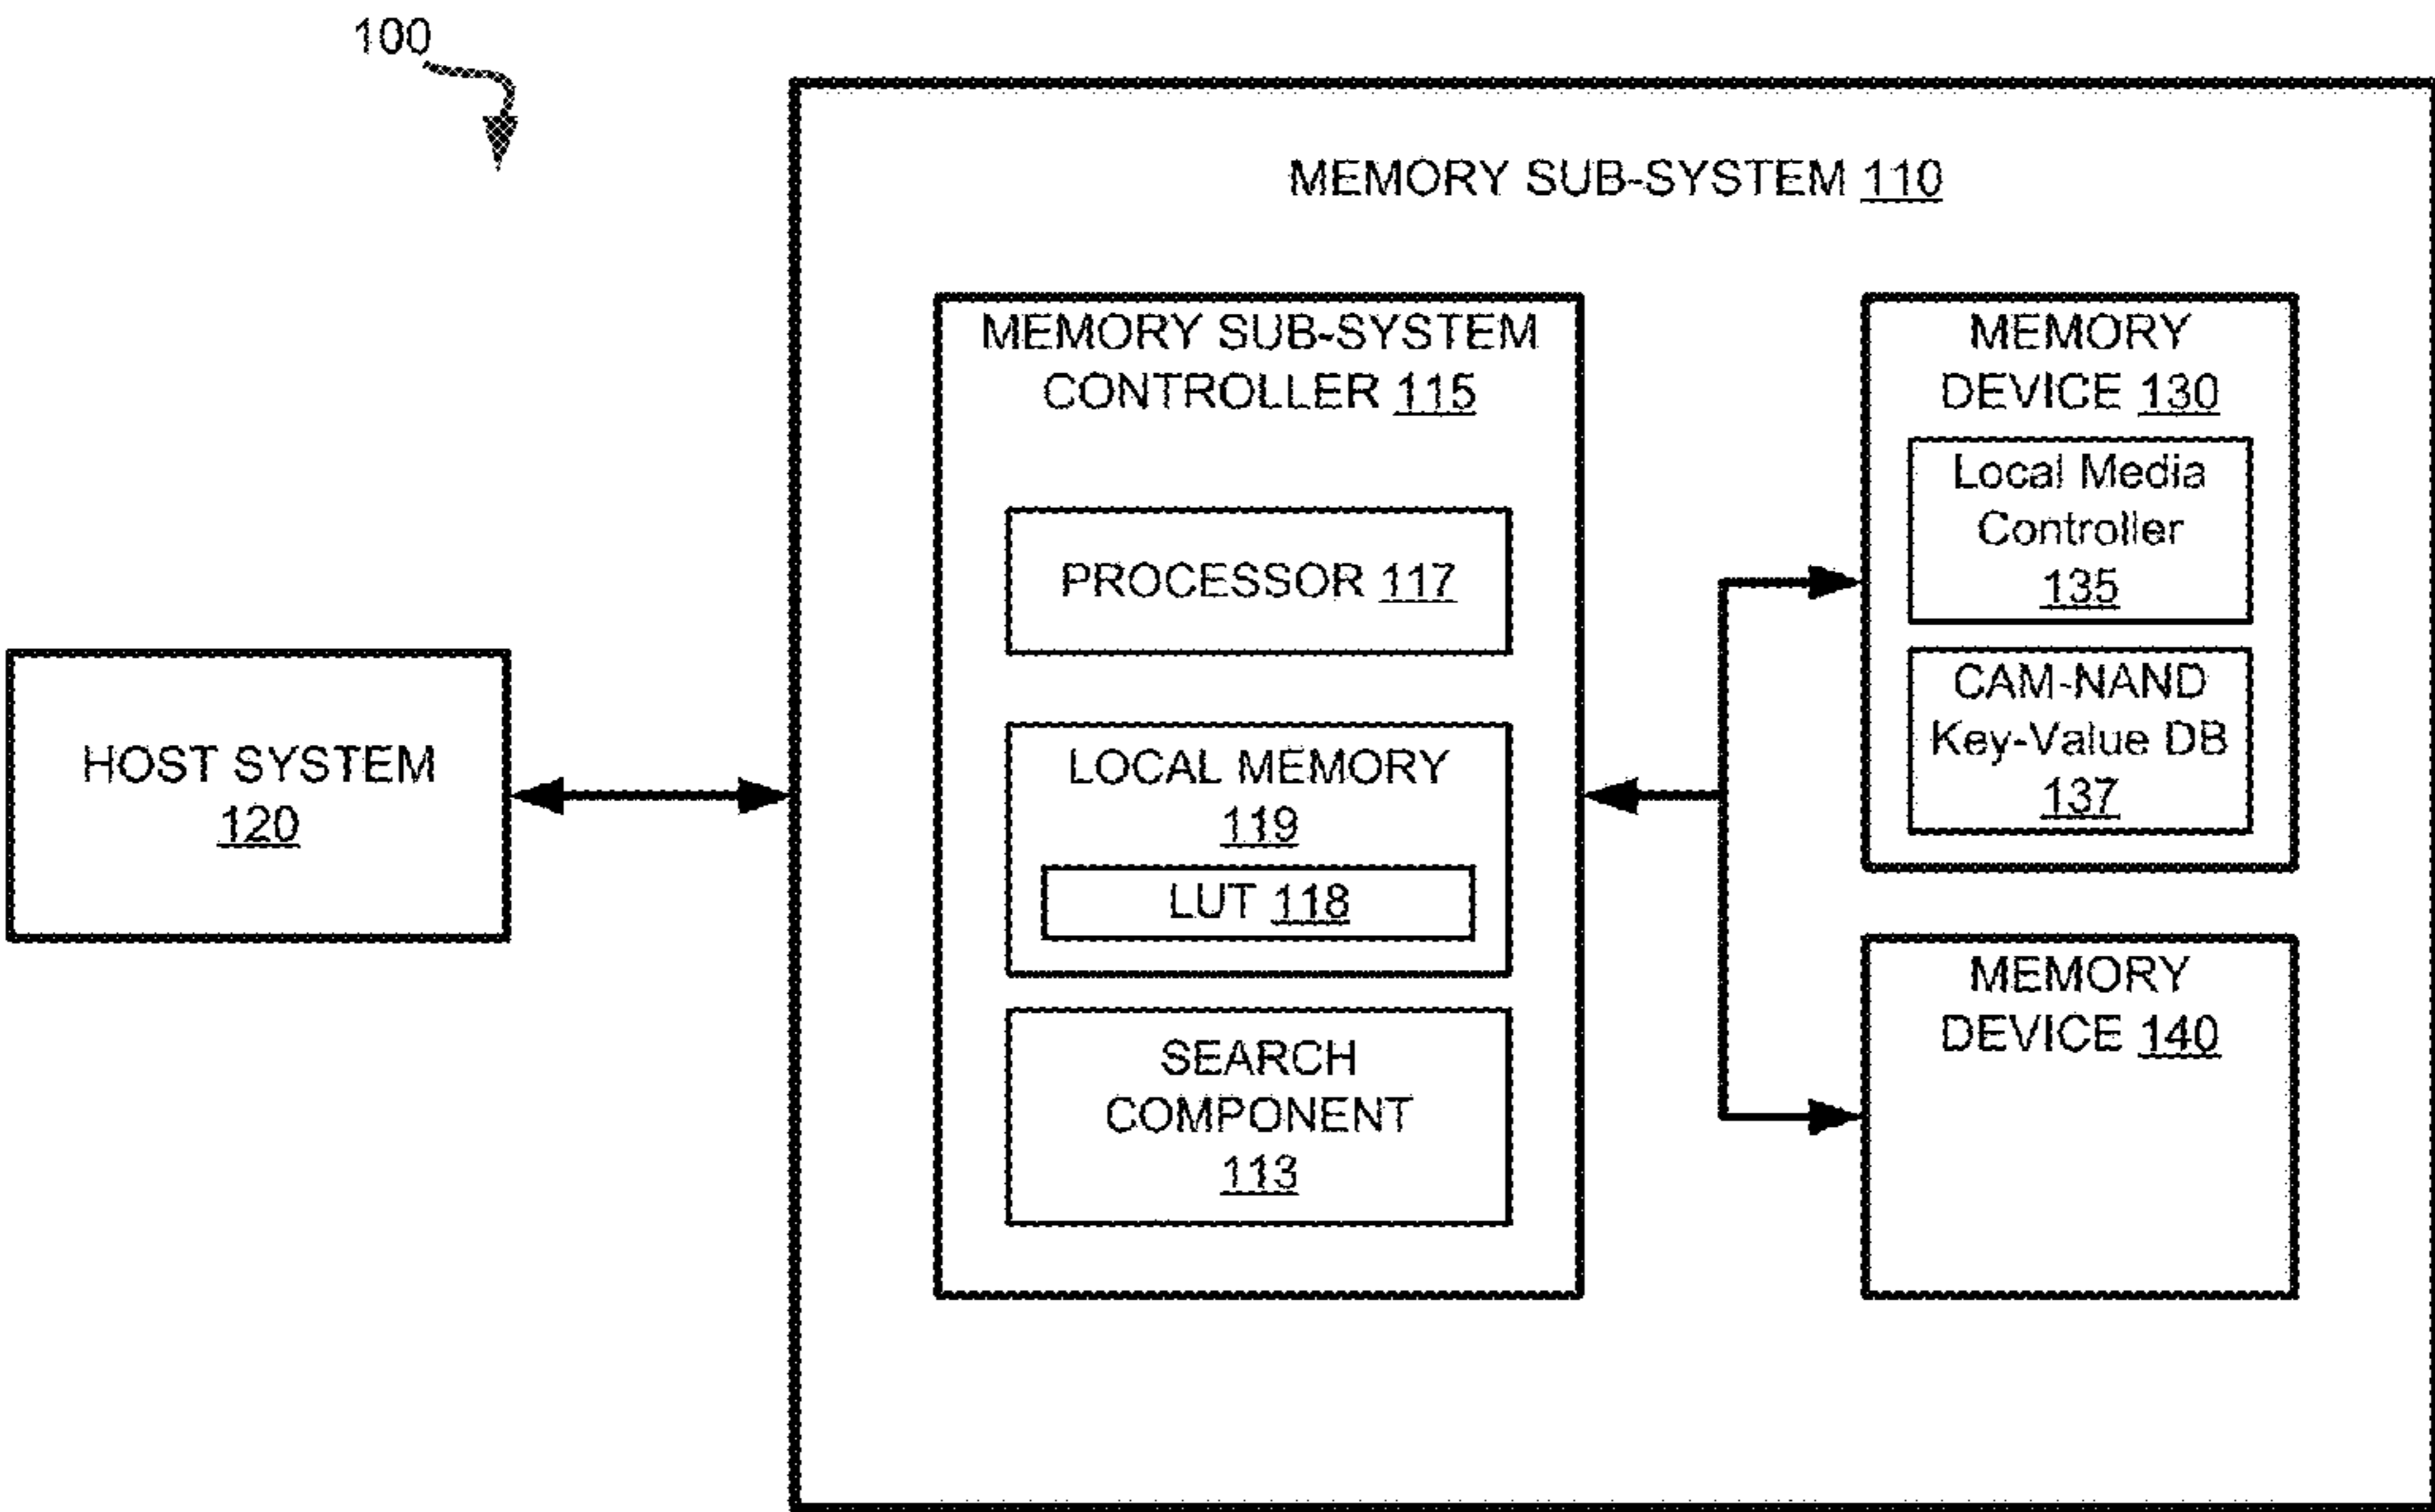 100
MEMORY SUB-SYSTEM 110
MEMORY SUB-SYSTEM
CONTROLLER 115
PROCESSOR 117
LOCAL MEMORY
119
LUT 118
SEARCH
COMPONENT
113
HOST SYSTEM
120
MEMORY
DEVICE 130
Local Media
Controller
135
CAM-NAND
Key-Value DB
137
MEMORY
DEVICE 140